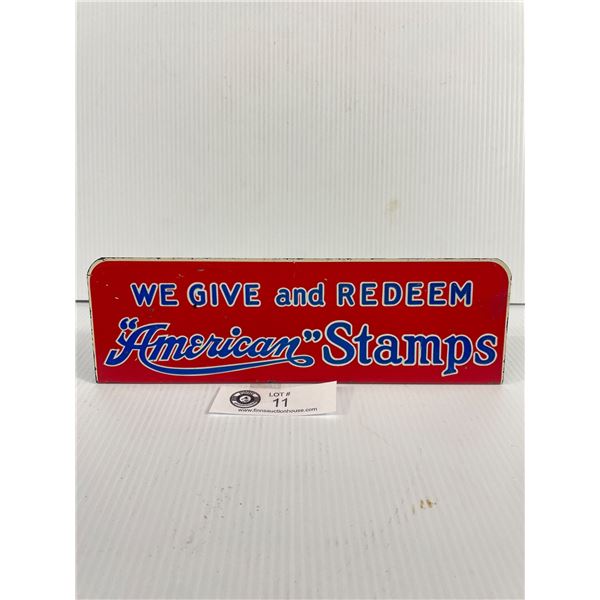 WE GIVE and REDEEM
"American" Stamps
LOT #
11
www.finnsauctionhouse.com